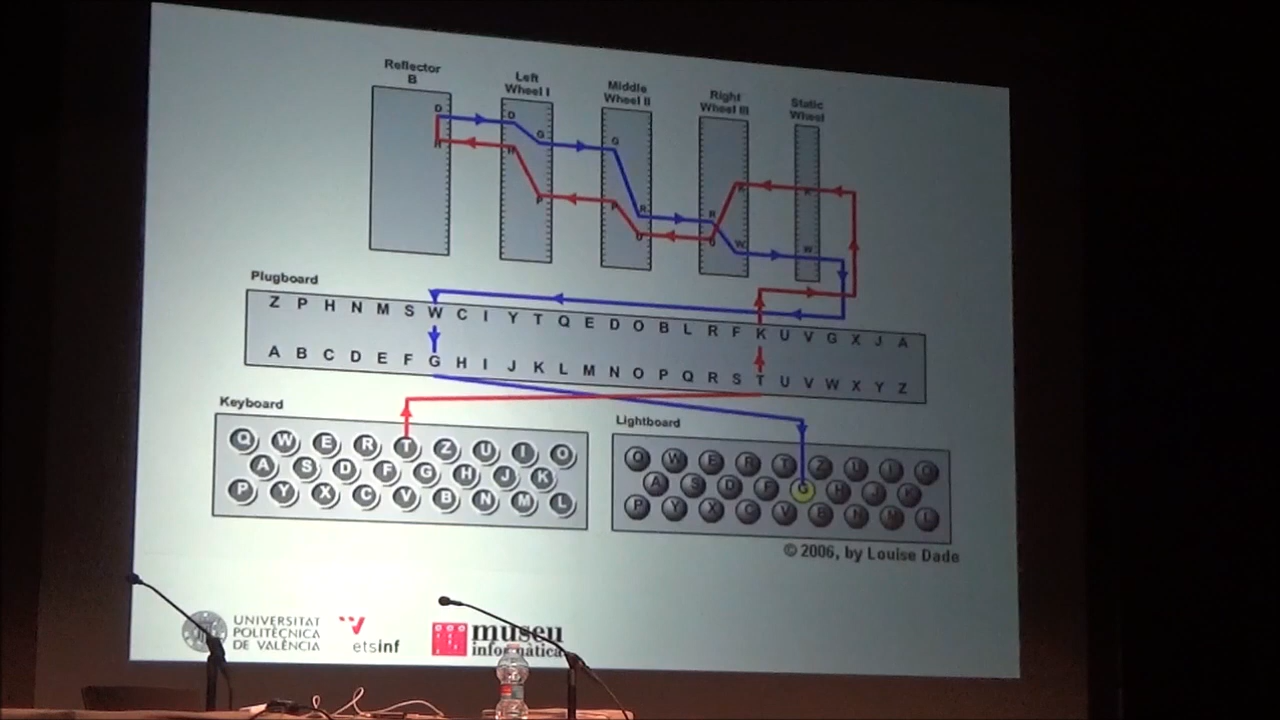 Reflector
B
Left
Wheel I
Middle
Wheel II
Right
Wheel III
Static
Wheel
D
D
G
G
R
R
W
W
P
K
Plugboard
Z P H N M S W C I Y T Q E D O B L R F K U V G X J A
A B C D E F G H I J K L M N O P Q R S T U V W X Y Z
Keyboard
Q W E R T Z U I O
A S D F G H J K
P Y X C V B N M L
Lightboard
Q W E R T Z U I O
A S D F G H J K
P Y X C V B N M L
© 2006, by Louise Dade
UNIVERSITAT
POLITÈCNICA
DE VALÈNCIA
etsinf
museu
informàtica